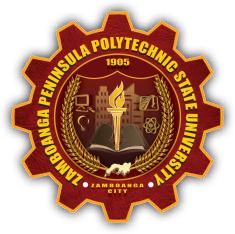 ZAMBOANGA PENINSULA POLYTECHNIC STATE UNIVERSITY
1905
ZAMBOANGA
CITY